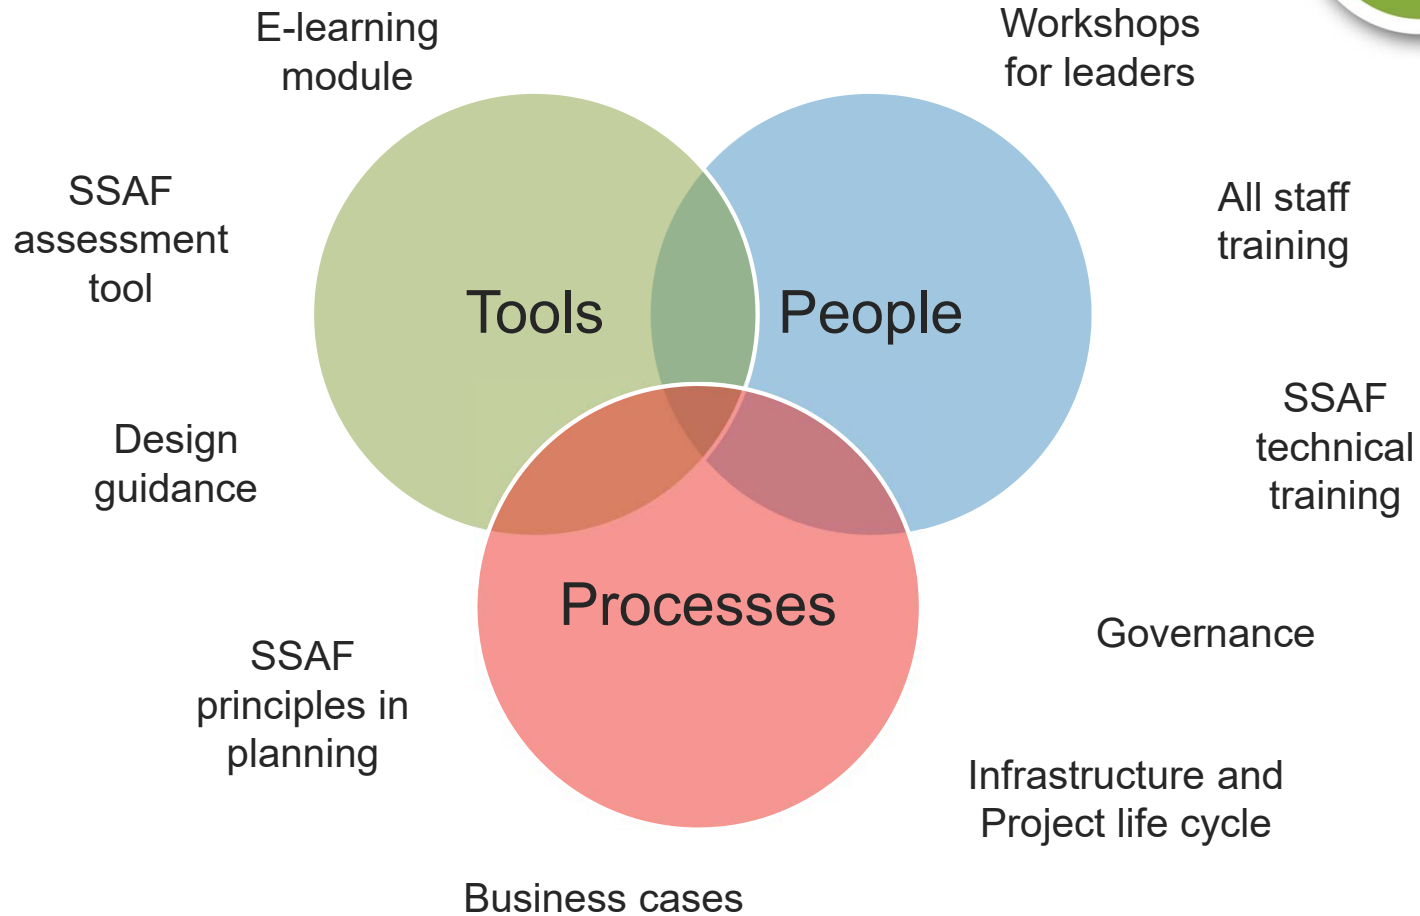 E-learning
module
Workshops
for leaders
SSAF
assessment
tool
All staff
training
Tools
People
Design
guidance
SSAF
technical
training
Processes
Governance
SSAF
principles in
planning
Infrastructure and
Project life cycle
Business cases